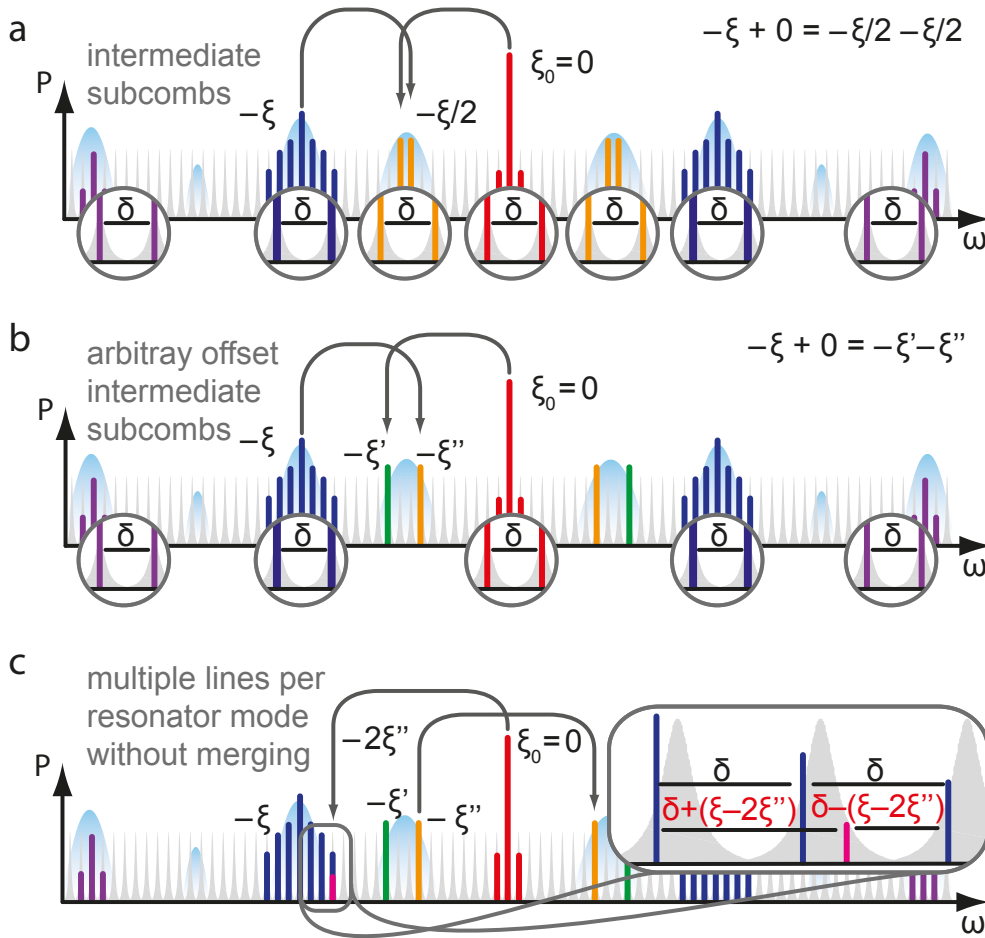 a
intermediate
subcombs
−ξ + 0 = −ξ/2 −ξ/2
ξ₀=0
P
−ξ
−ξ/2
δ δ δ δ δ δ δ
ω
b
arbitray offset
intermediate
subcombs
−ξ + 0 = −ξ'−ξ''
ξ₀=0
P
−ξ
−ξ' −ξ''
δ δ δ δ δ
ω
c
multiple lines per
resonator mode
without merging
−2ξ''
ξ₀=0
P
−ξ
−ξ' −ξ''
δ δ
δ+(ξ−2ξ'') δ−(ξ−2ξ'')
ω